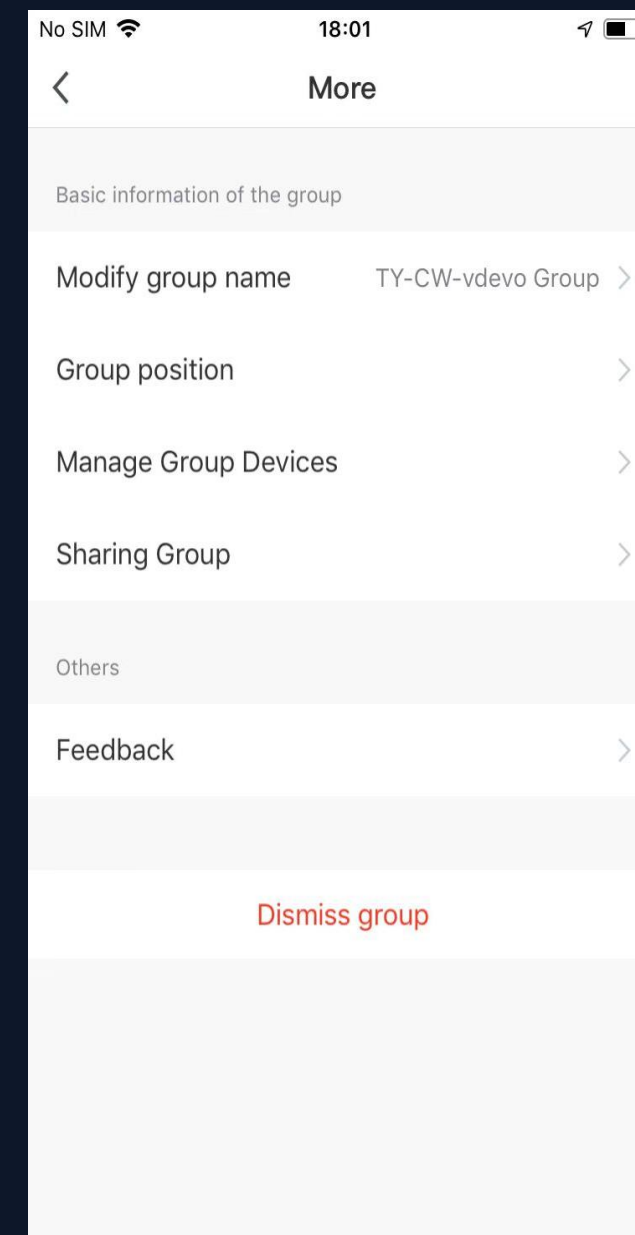 No SIM 18:01
More
Basic information of the group
Modify group name TY-CW-vdevo Group
Group position
Manage Group Devices
Sharing Group
Others
Feedback
Dismiss group